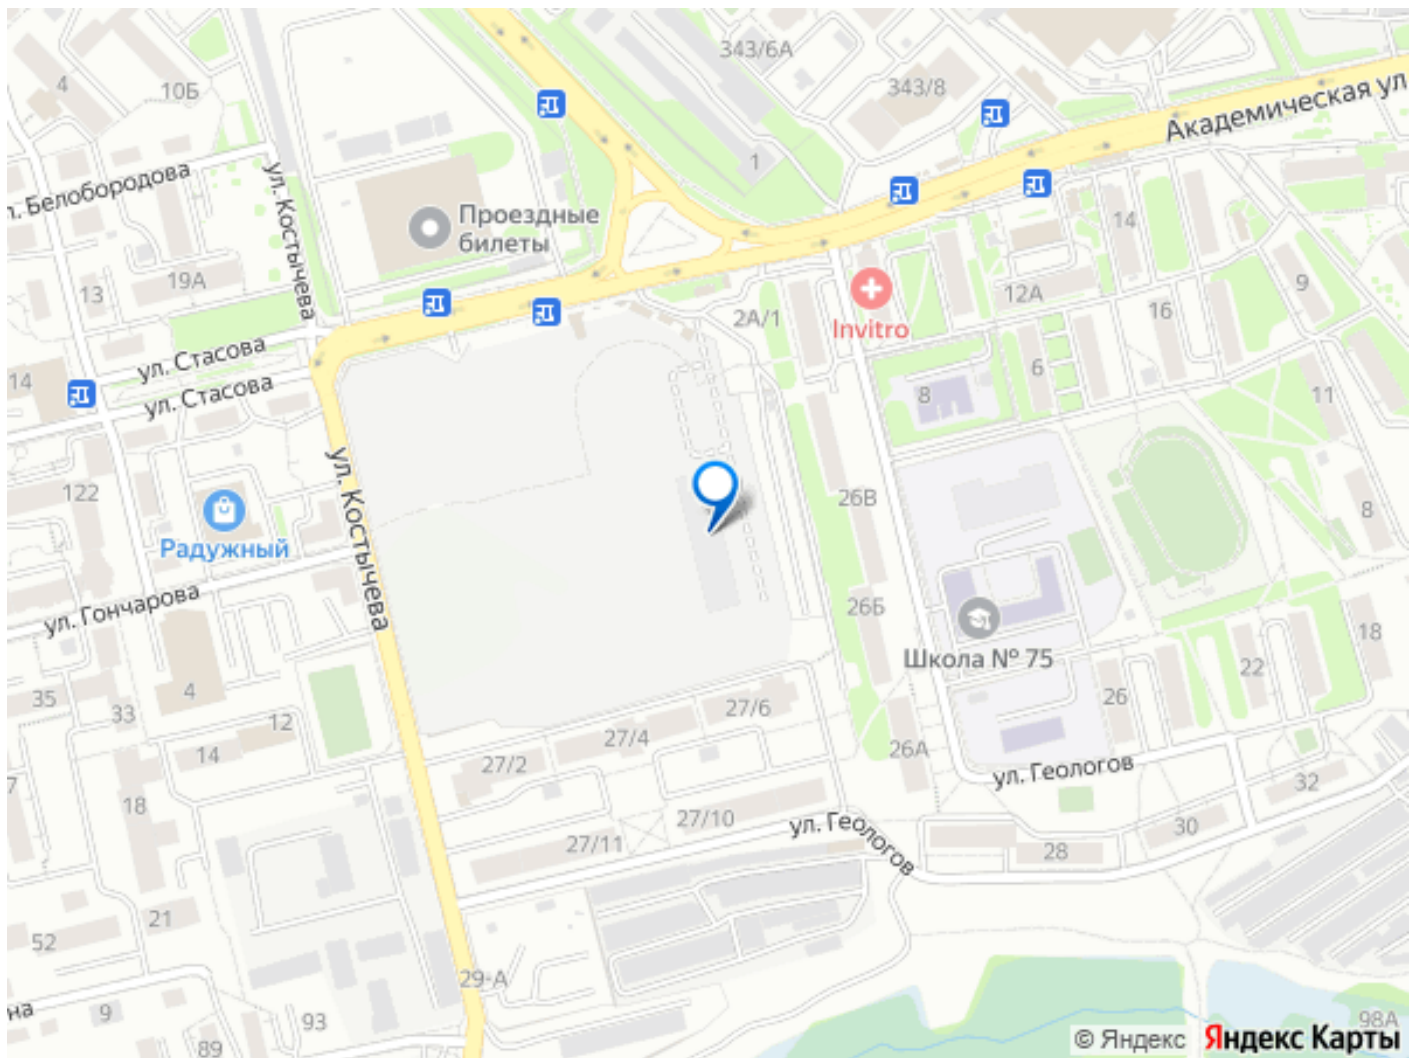 343/6А
4
10Б
343/8
Академическая ул
1
л. Белобородова
ул. Костычева
Проездные
билеты
14
19А
13
9
12А
2А/1
16
Invitro
ул. Стасова
14
ул. Стасова
6
8
11
ул. Костычева
122
26В
8
Радужный
ул. Гончарова
26Б
18
Школа № 75
22
4
35
33
26
27/6
12
27/4
26А
14
27/2
ул. Геологов
32
7
18
27/10
ул. Геологов
30
27/11
28
21
52
29-А
на
9
93
98А
89
© Яндекс
Яндекс Карты